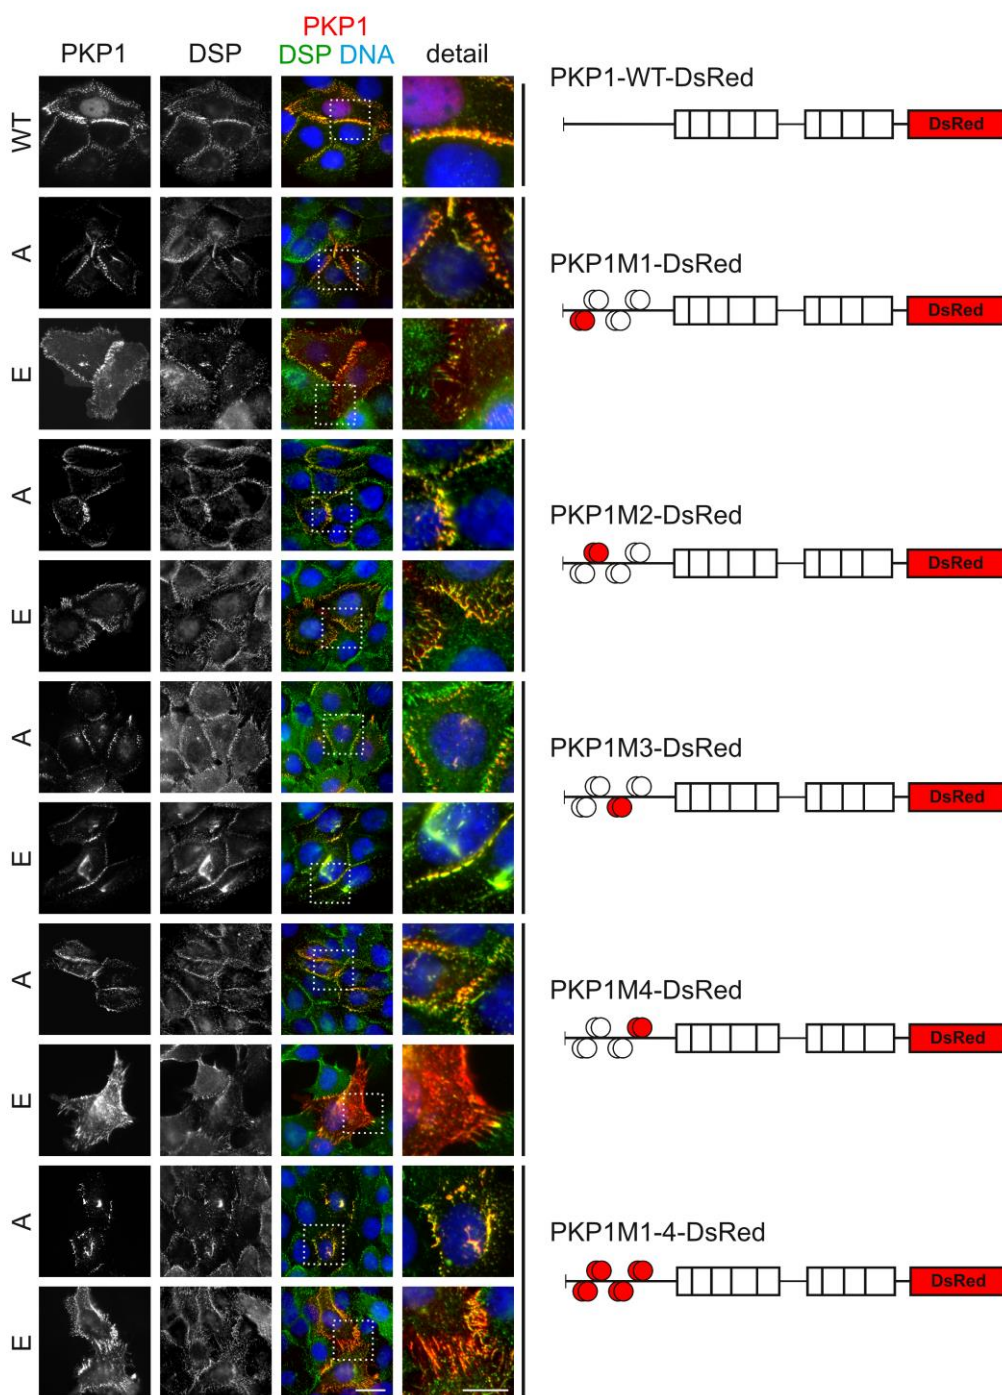 PKP1 DSP PKP1 detail
DSP DNA
WT
PKP1-WT-DsRed
DsRed
A
PKP1M1-DsRed
DsRed
E
A
PKP1M2-DsRed
DsRed
E
A
PKP1M3-DsRed
DsRed
E
A
PKP1M4-DsRed
DsRed
E
A
PKP1M1-4-DsRed
DsRed
E